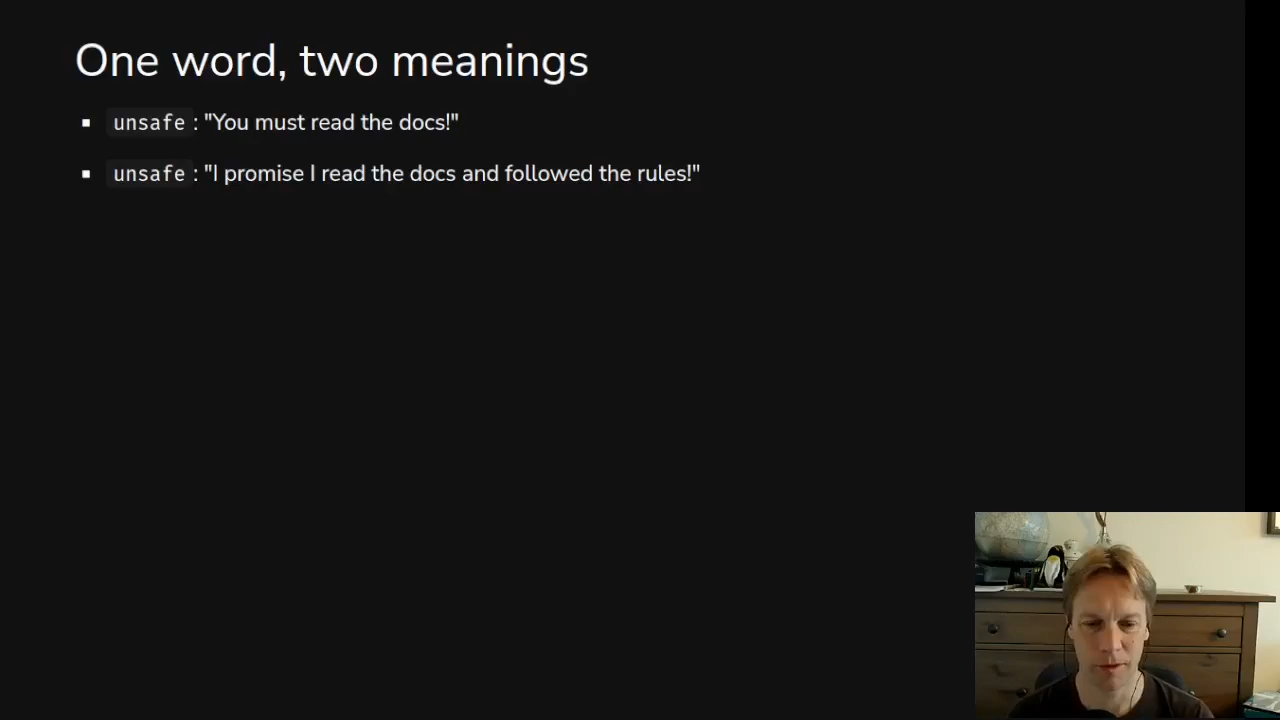 One word, two meanings
unsafe: "You must read the docs!"
unsafe: "I promise I read the docs and followed the rules!"